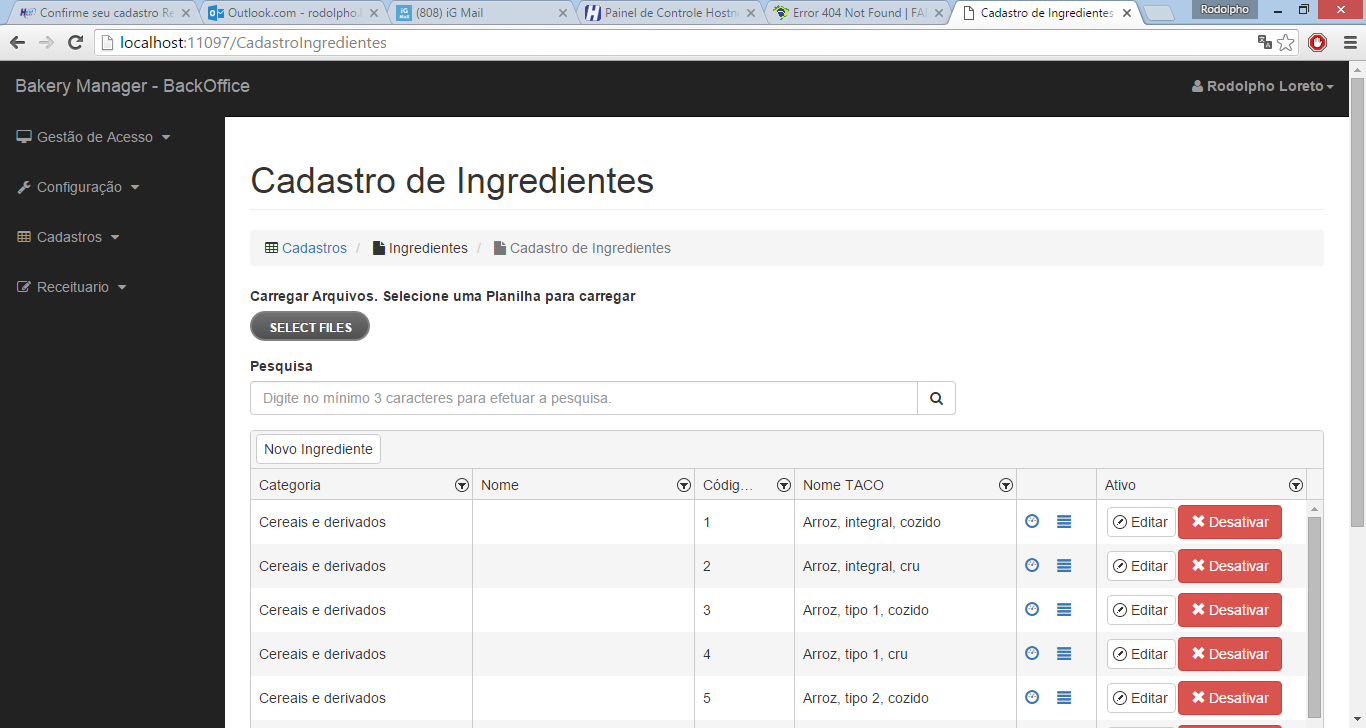 Confirme seu cadastro Re
Outlook.com - rodolpho.l
(808) iG Mail
Painel de Controle Hostn
Error 404 Not Found | FAI
Cadastro de Ingredientes
Rodolpho
localhost:11097/CadastroIngredientes
Bakery Manager - BackOffice
Rodolpho Loreto
Gestão de Acesso
Configuração
Cadastros
Receituario
Cadastro de Ingredientes
Cadastros / Ingredientes / Cadastro de Ingredientes
Carregar Arquivos. Selecione uma Planilha para carregar
SELECT FILES
Pesquisa
Digite no mínimo 3 caracteres para efetuar a pesquisa.
Novo Ingrediente
Categoria Nome Códig... Nome TACO Ativo
Cereais e derivados 1 Arroz, integral, cozido Editar Desativar
Cereais e derivados 2 Arroz, integral, cru Editar Desativar
Cereais e derivados 3 Arroz, tipo 1, cozido Editar Desativar
Cereais e derivados 4 Arroz, tipo 1, cru Editar Desativar
Cereais e derivados 5 Arroz, tipo 2, cozido Editar Desativar